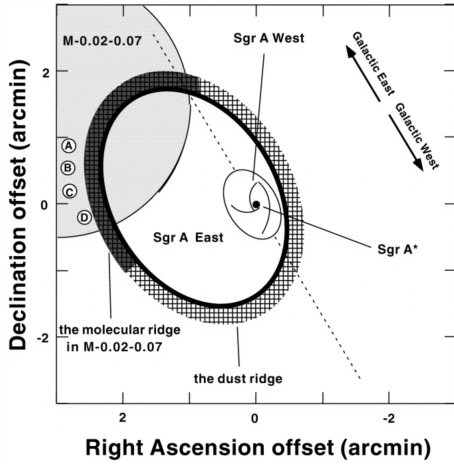 M-0.02-0.07
Sgr A West
Galactic East
Galactic West
2
A
B
C
D
0
Sgr A East
Sgr A*
-2
the molecular ridge
in M-0.02-0.07
the dust ridge
2
0
-2
Declination offset (arcmin)
Right Ascension offset (arcmin)